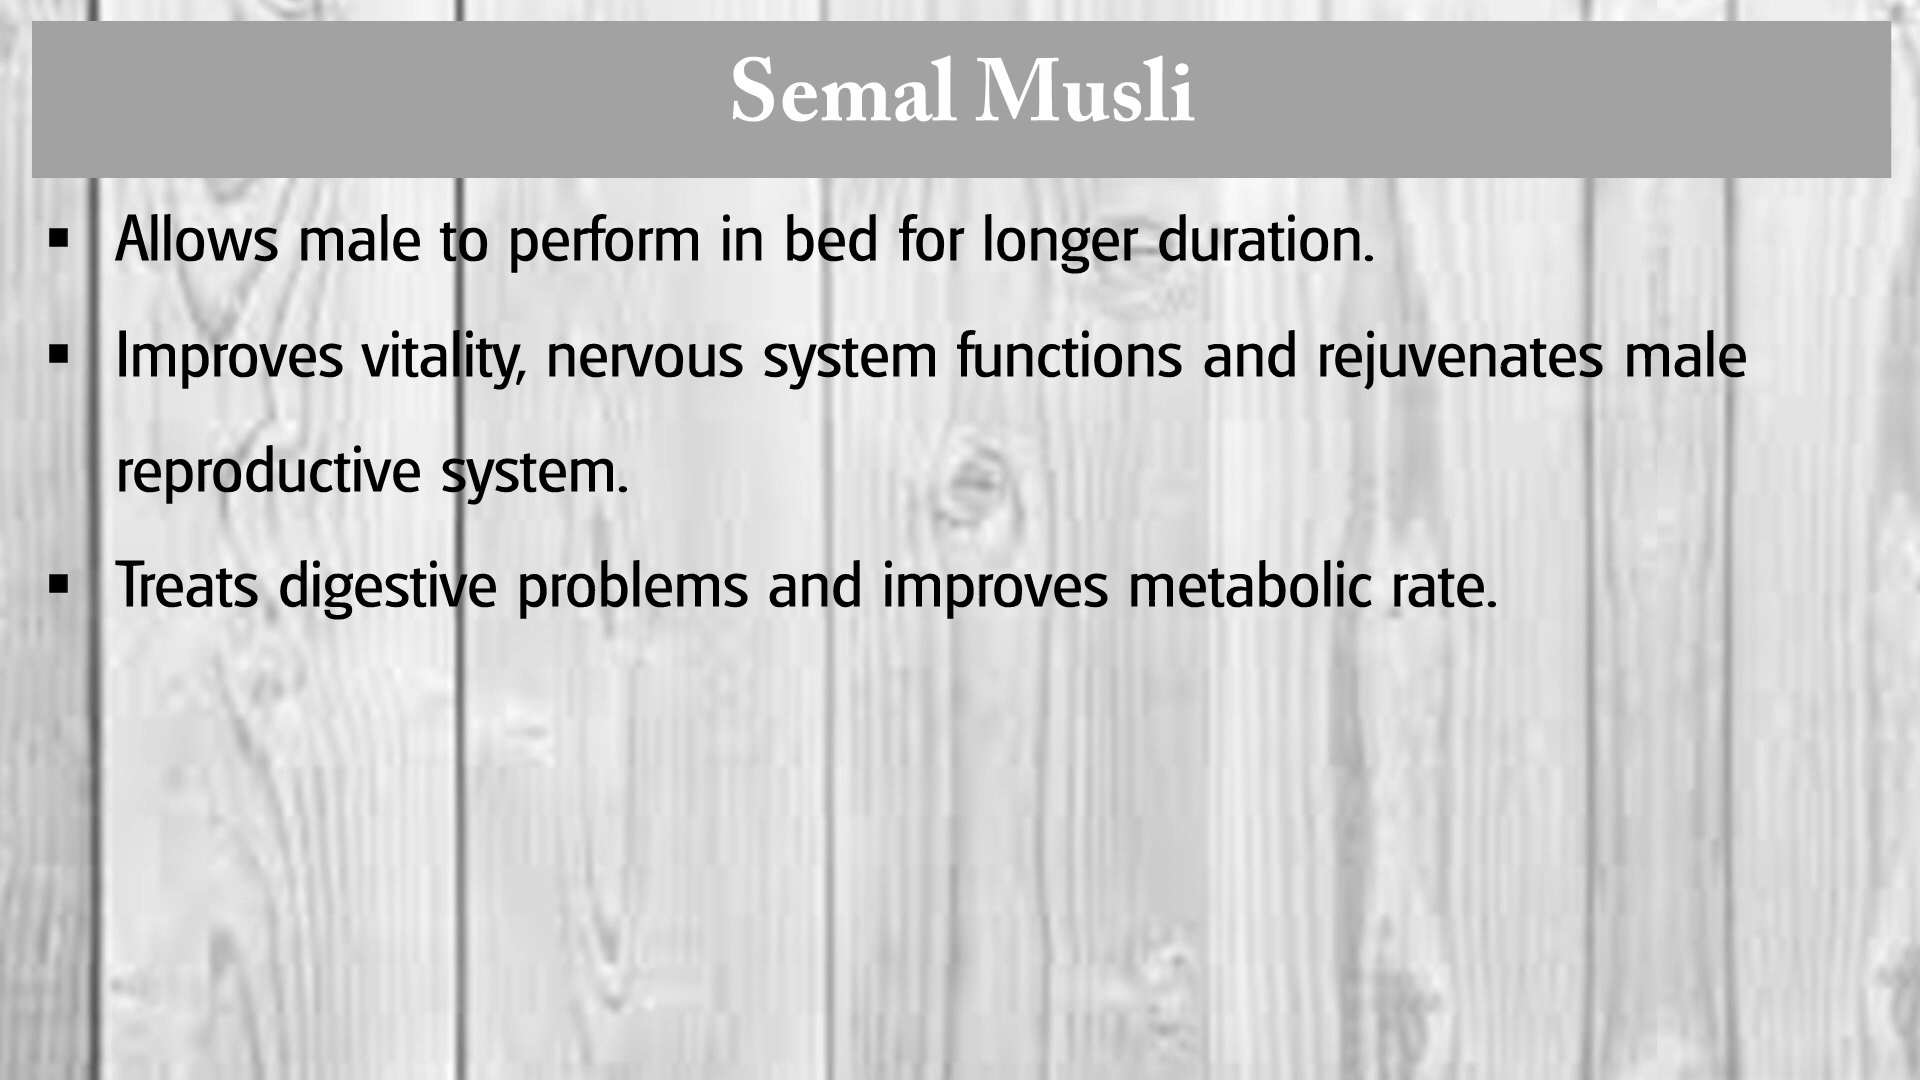 Semal Musli
▪ Allows male to perform in bed for longer duration.
▪ Improves vitality, nervous system functions and rejuvenates male
reproductive system.
▪ Treats digestive problems and improves metabolic rate.